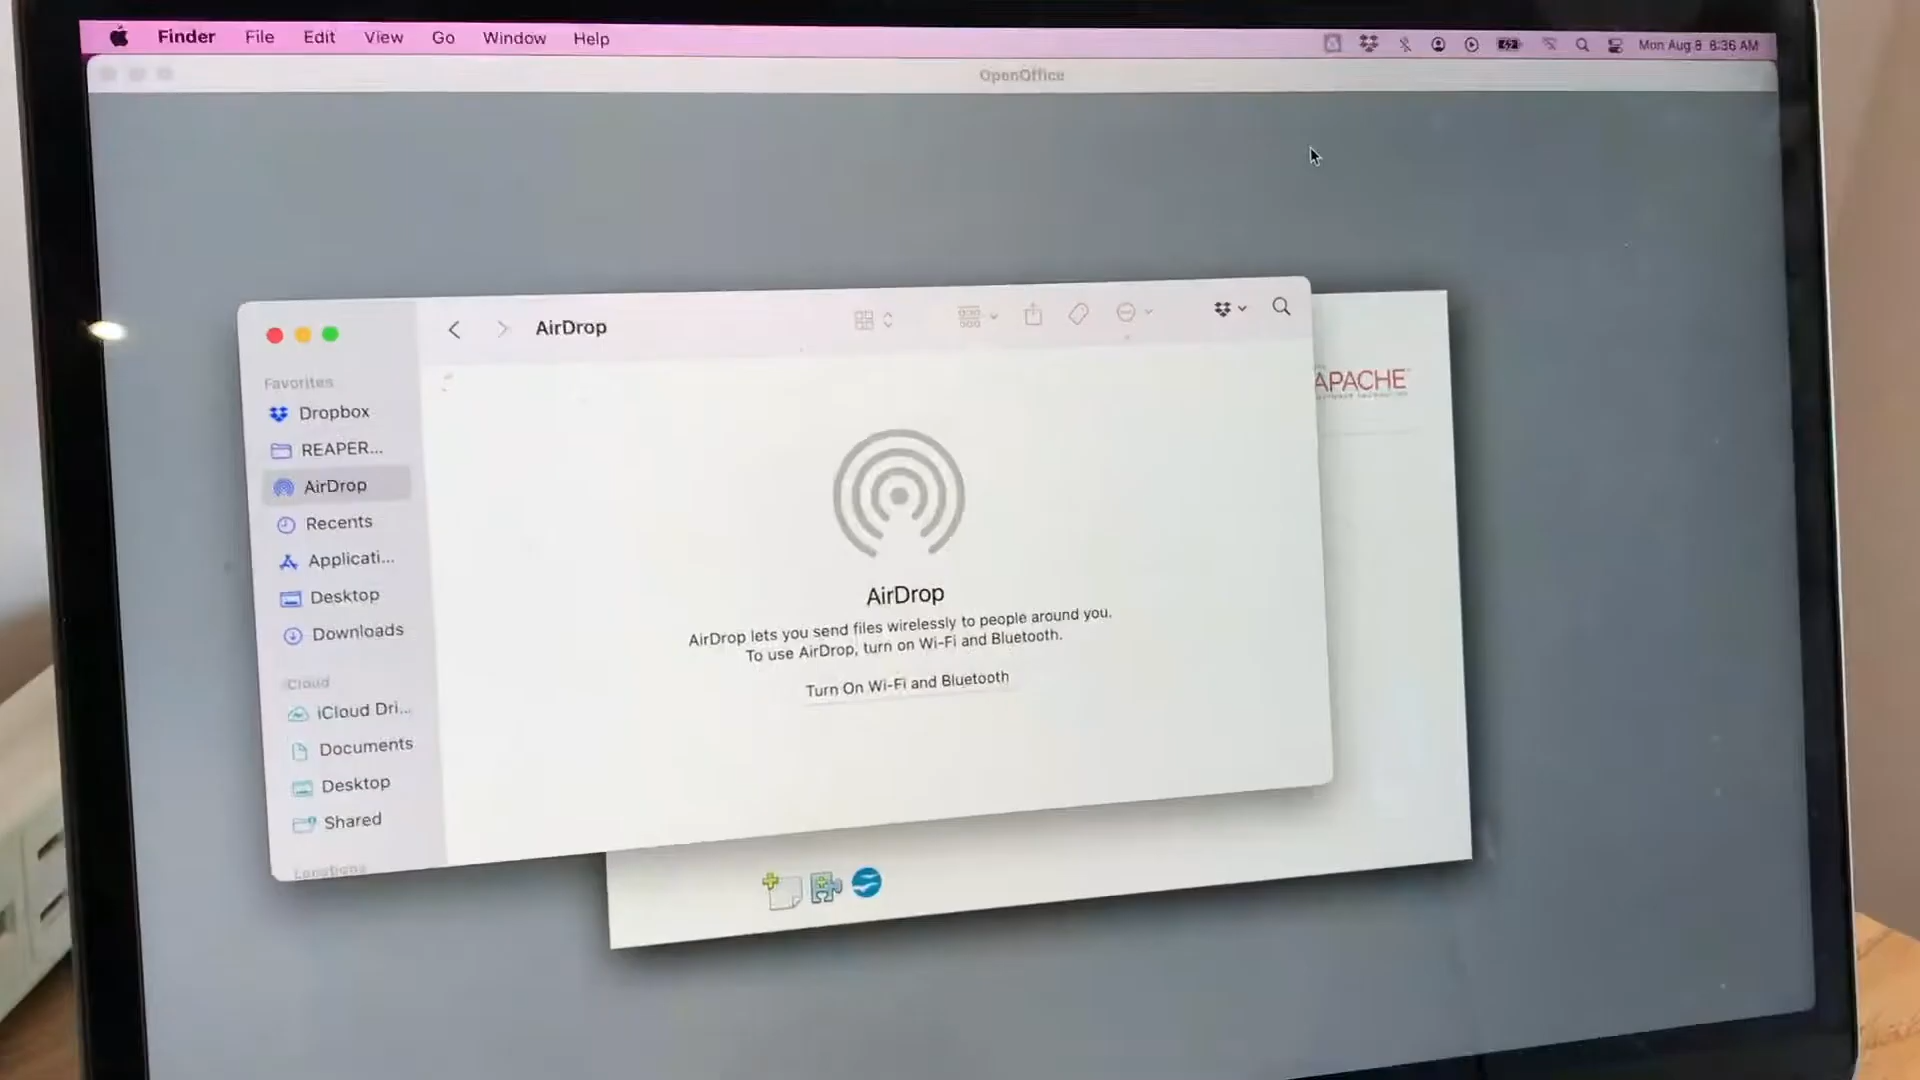 Finder File Edit View Go Window Help Mon Aug 8 8:36 AM
OpenOffice
AirDrop
Favorites
Dropbox
REAPER...
AirDrop
Recents
Applicati...
Desktop
Downloads
iCloud
iCloud Dri...
Documents
Desktop
Shared
Locations
AirDrop
AirDrop lets you send files wirelessly to people around you.
To use AirDrop, turn on Wi-Fi and Bluetooth.
Turn On Wi-Fi and Bluetooth
APACHE